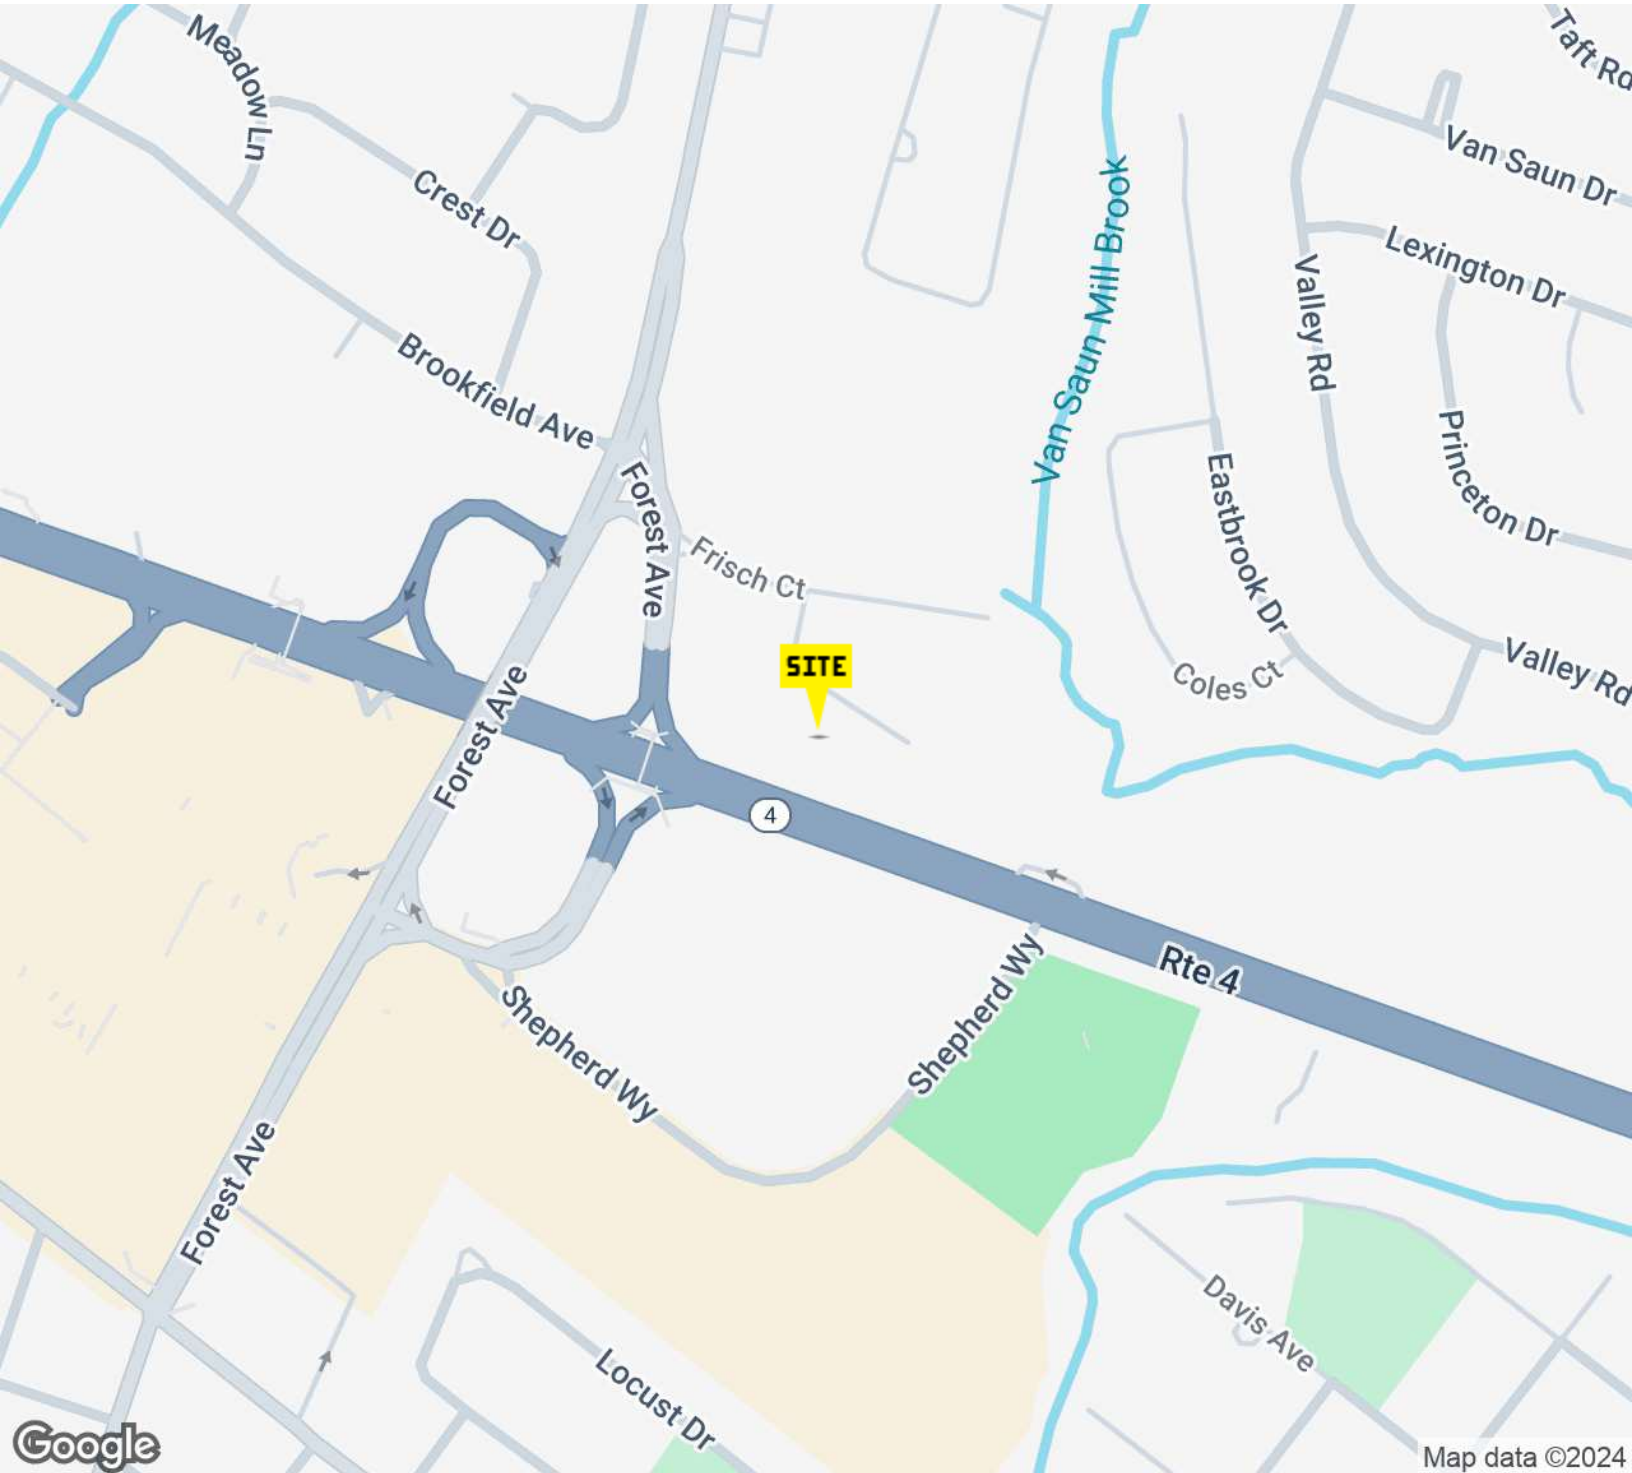 Meadow Ln
Taft Rd
Van Saun Dr
Crest Dr
Van Saun Mill Brook
Lexington Dr
Valley Rd
Brookfield Ave
Forest Ave
Princeton Dr
Eastbrook Dr
Frisch Ct
SITE
Coles Ct
Valley Rd
Forest Ave
4
Rte 4
Shepherd Wy
Shepherd Wy
Forest Ave
Davis Ave
Locust Dr
Google
Map data ©2024